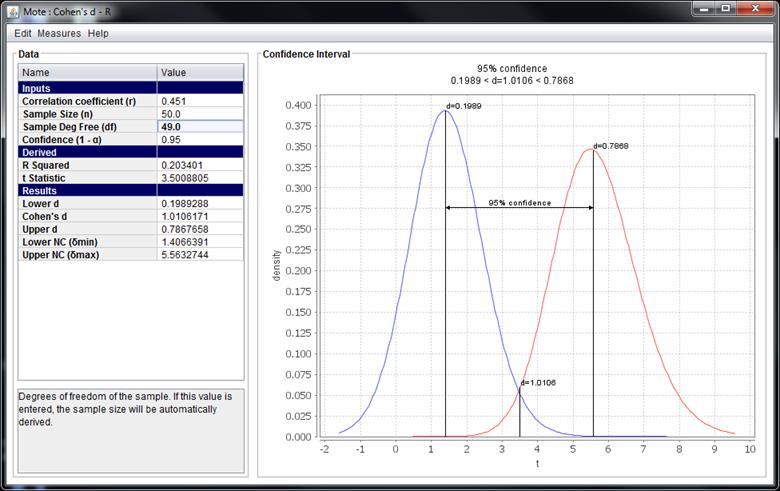 Mote : Cohen's d - R
Edit Measures Help
Data
Name Value
Inputs
Correlation coefficient (r) 0.451
Sample Size (n) 50.0
Sample Deg Free (df) 49.0
Confidence (1 - α) 0.95
Derived
R Squared 0.203401
t Statistic 3.5008805
Results
Lower d 0.1989288
Cohen's d 1.0106171
Upper d 0.7867658
Lower NC (δmin) 1.4066391
Upper NC (δmax) 5.5632744
Degrees of freedom of the sample. If this value is
entered, the sample size will be automatically
derived.
Confidence Interval
95% confidence
0.1989 < d=1.0106 < 0.7868
d=0.1989
d=0.7868
95% confidence
d=1.0106
density
0.400
0.375
0.350
0.325
0.300
0.275
0.250
0.225
0.200
0.175
0.150
0.125
0.100
0.075
0.050
0.025
0.000
-2 -1 0 1 2 3 4 5 6 7 8 9 10
t